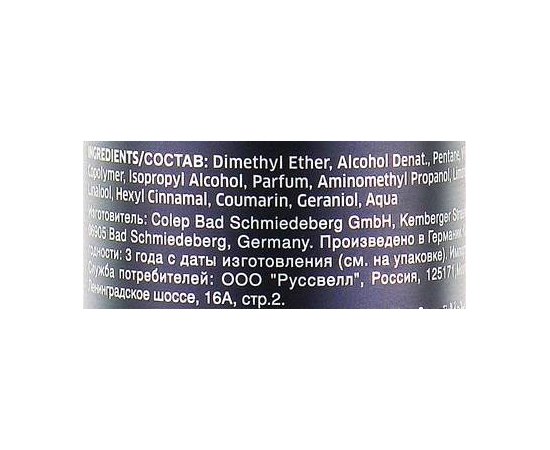 INGREDIENTS/СОСТАВ: Dimethyl Ether, Alcohol Denat., Pentane,
Copolymer, Isopropyl Alcohol, Parfum, Aminomethyl Propanol,
Linalool, Hexyl Cinnamal, Coumarin, Geraniol, Aqua
Изготовитель: Colep Bad Schmiedeberg GmbH, Kemberger
06905 Bad Schmiedeberg, Germany. Произведено в Германии.
годности: 3 года с даты изготовления (см. на упаковке).
Служба потребителей: ООО "Руссвелл", Россия, 125171,
Ленинградское шоссе, 16А, стр.2.